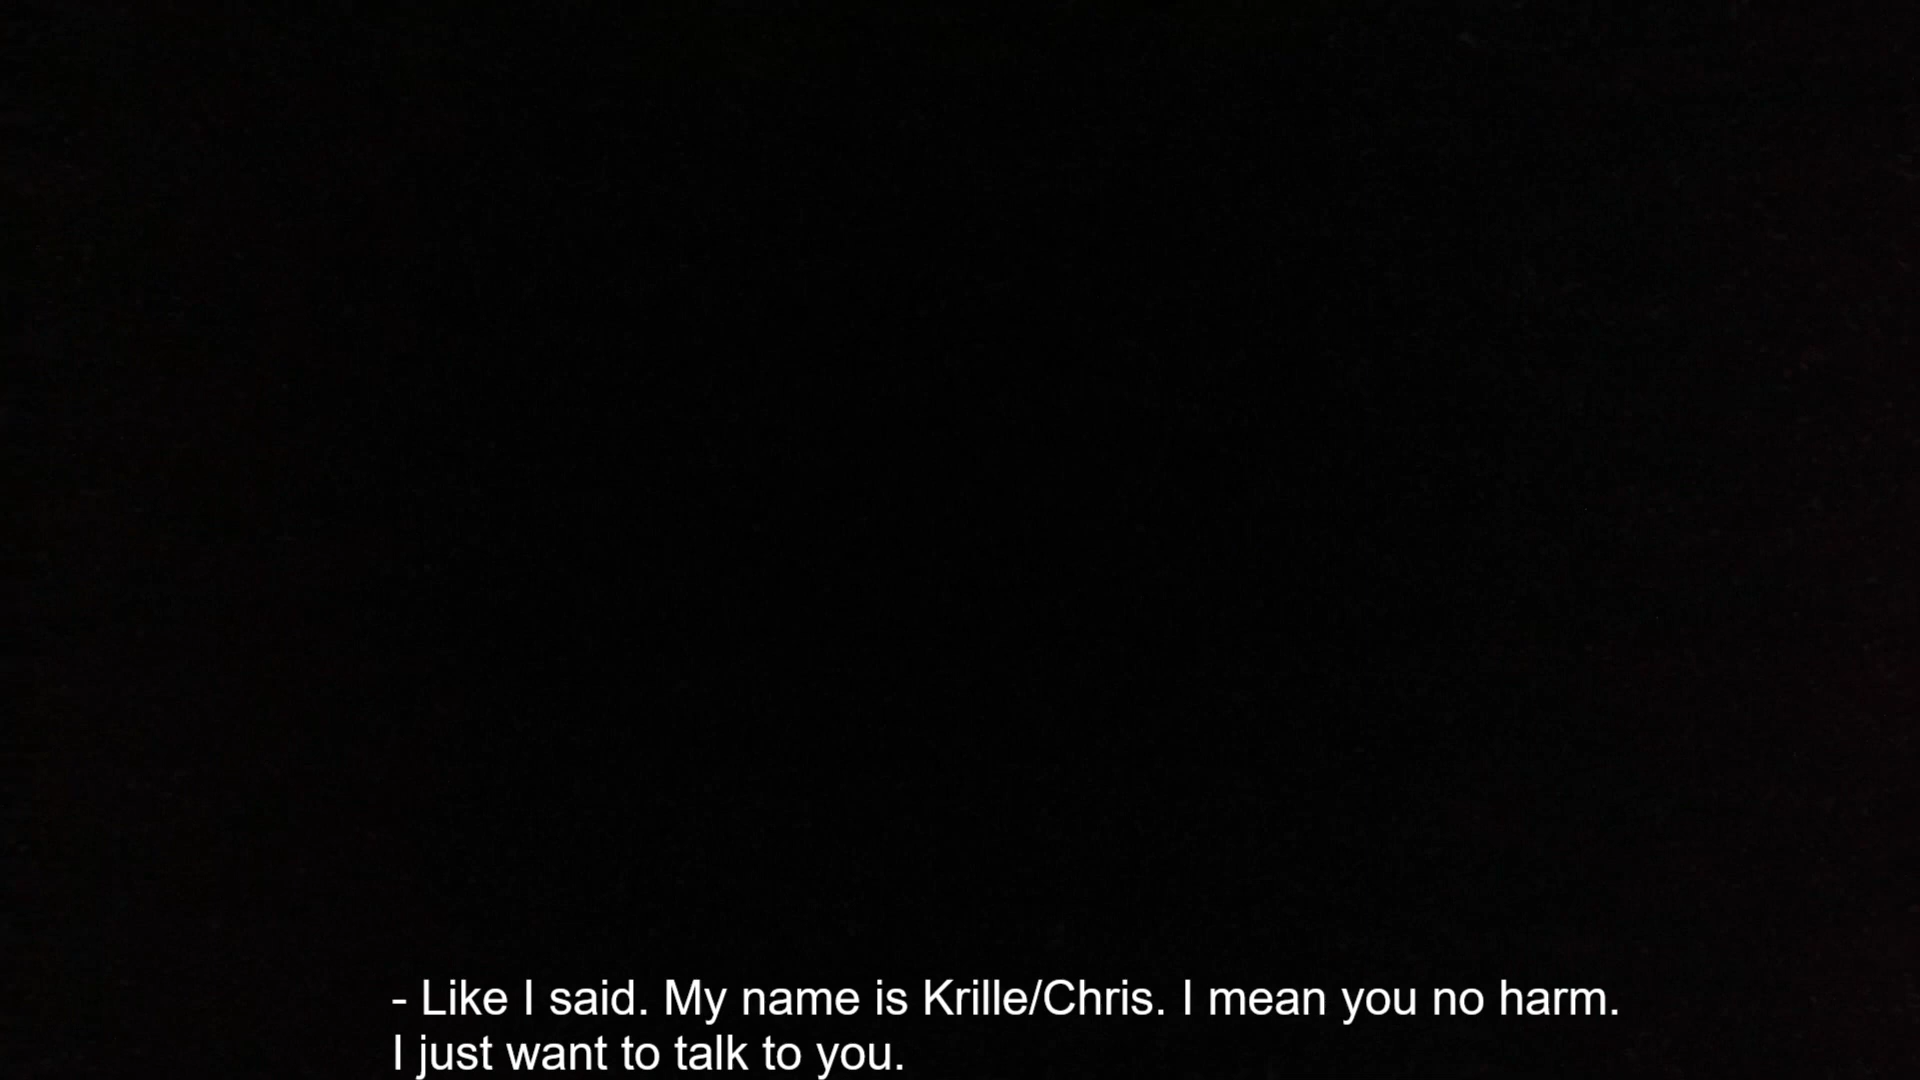 - Like I said. My name is Krille/Chris. I mean you no harm.
I just want to talk to you.